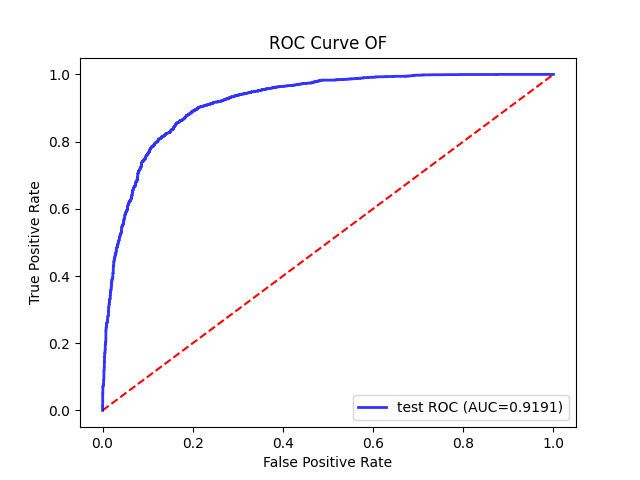 ROC Curve OF
True Positive Rate
1.0
0.8
0.6
0.4
0.2
0.0
test ROC (AUC=0.9191)
0.0 0.2 0.4 0.6 0.8 1.0
False Positive Rate